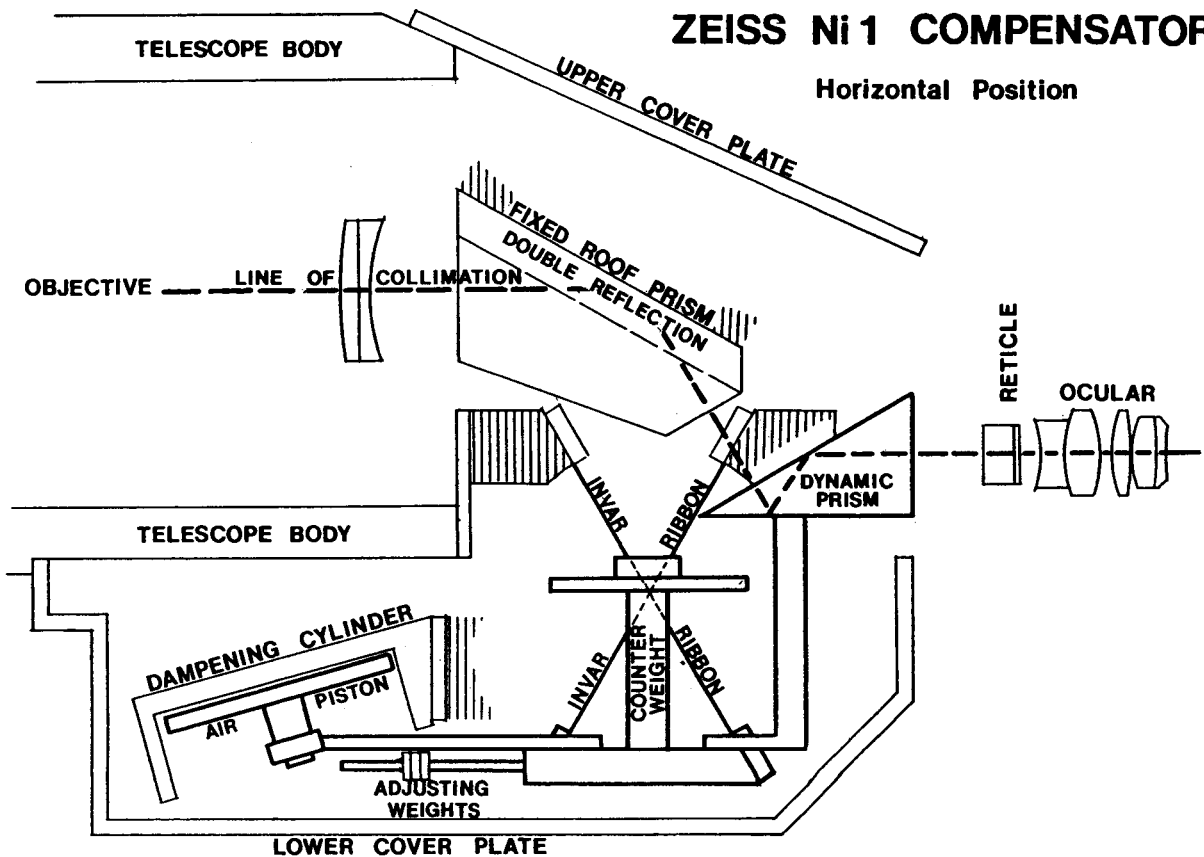 ZEISS Ni 1 COMPENSATOR
Horizontal Position
TELESCOPE BODY
UPPER COVER PLATE
FIXED ROOF PRISM
DOUBLE REFLECTION
OBJECTIVE
LINE OF COLLIMATION
RETICLE
OCULAR
DYNAMIC
PRISM
INVAR
RIBBON
TELESCOPE BODY
DAMPENING CYLINDER
AIR PISTON
INVAR
COUNTER
WEIGHT
RIBBON
ADJUSTING
WEIGHTS
LOWER COVER PLATE